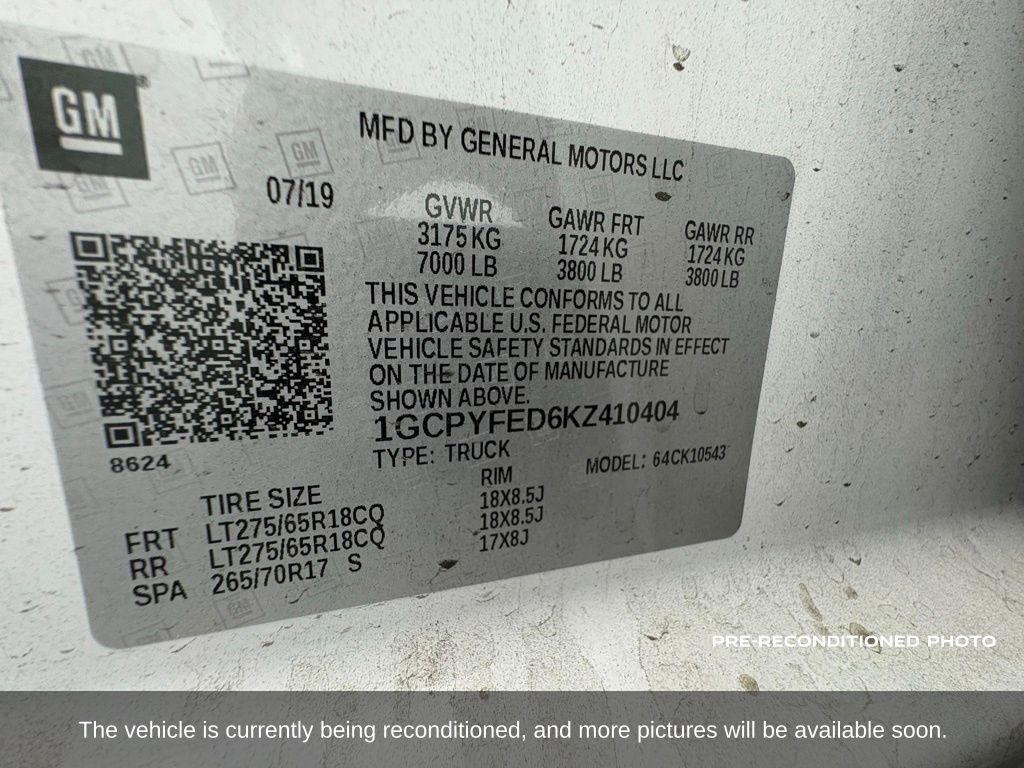 GM
MFD BY GENERAL MOTORS LLC
07/19
GVWR GAWR FRT GAWR RR
3175 KG 1724 KG 1724 KG
7000 LB 3800 LB 3800 LB
THIS VEHICLE CONFORMS TO ALL
APPLICABLE U.S. FEDERAL MOTOR
VEHICLE SAFETY STANDARDS IN EFFECT
ON THE DATE OF MANUFACTURE
SHOWN ABOVE.
1GCPYFED6KZ410404
8624
TYPE: TRUCK MODEL: 64CK10543
TIRE SIZE RIM
FRT LT275/65R18CQ 18X8.5J
RR LT275/65R18CQ 18X8.5J
SPA 265/70R17 S 17X8J
PRE-RECONDITIONED PHOTO
The vehicle is currently being reconditioned, and more pictures will be available soon.